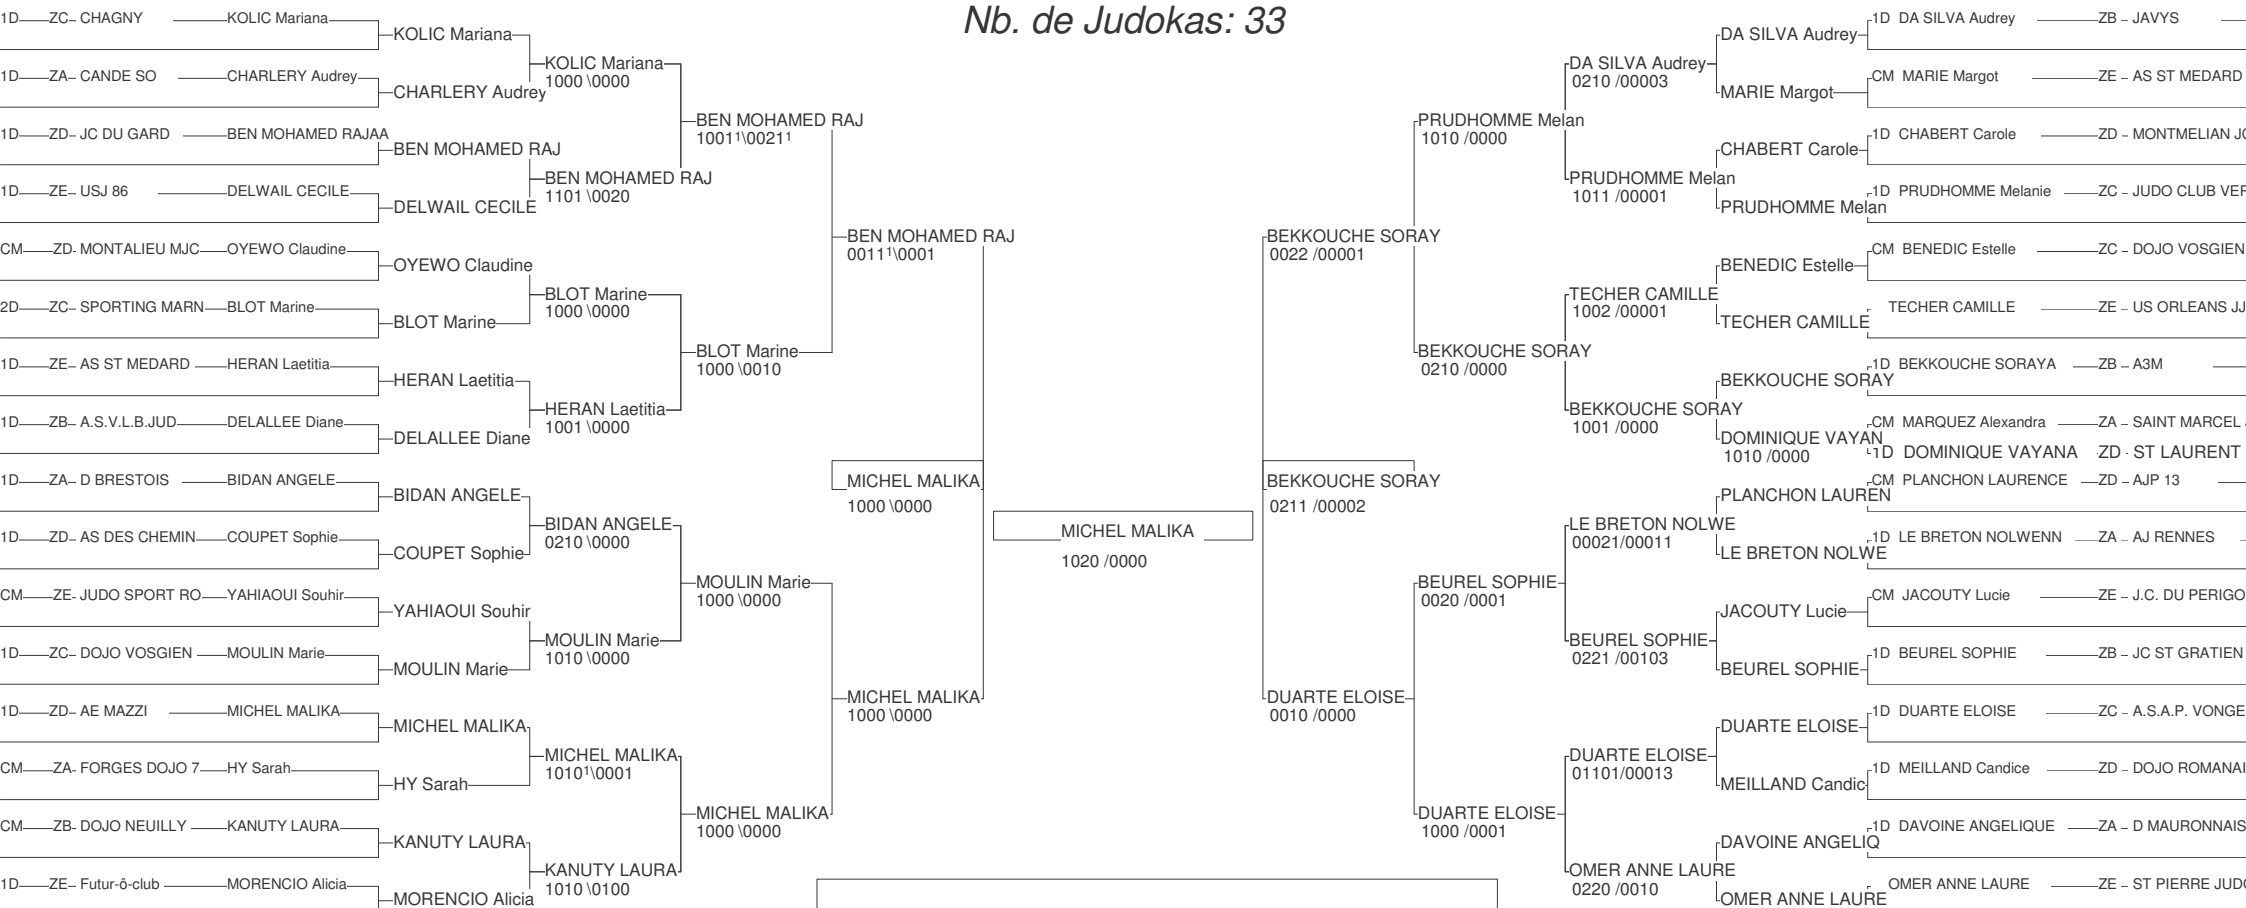 Nb. de Judokas: 33
1D ZC- CHAGNY KOLIC Mariana
1D ZA- CANDE SO CHARLERY Audrey
1D ZD- JC DU GARD BEN MOHAMED RAJAA
1D ZE- USJ 86 DELWAIL CECILE
CM ZD- MONTALIEU MJC OYEWO Claudine
2D ZC- SPORTING MARN BLOT Marine
1D ZE- AS ST MEDARD HERAN Laetitia
1D ZB- A.S.V.L.B.JUD DELALLEE Diane
1D ZA- D BRESTOIS BIDAN ANGELE
1D ZD- AS DES CHEMIN COUPET Sophie
CM ZE- JUDO SPORT RO YAHIAOUI Souhir
1D ZC- DOJO VOSGIEN MOULIN Marie
1D ZD- AE MAZZI MICHEL MALIKA
CM ZA- FORGES DOJO 7 HY Sarah
CM ZB- DOJO NEUILLY KANUTY LAURA
1D ZE- Futur-ô-club MORENCIO Alicia
KOLIC Mariana
CHARLERY Audrey
BEN MOHAMED RAJ
DELWAIL CECILE
OYEWO Claudine
BLOT Marine
HERAN Laetitia
DELALLEE Diane
BIDAN ANGELE
COUPET Sophie
YAHIAOUI Souhir
MOULIN Marie
MICHEL MALIKA
HY Sarah
KANUTY LAURA
MORENCIO Alicia
KOLIC Mariana
1000 \0000
BEN MOHAMED RAJ
1101 \0020
BLOT Marine
1000 \0000
HERAN Laetitia
1001 \0000
BIDAN ANGELE
0210 \0000
MOULIN Marie
1010 \0000
MICHEL MALIKA
1010¹\0001
KANUTY LAURA
1010 \0100
BEN MOHAMED RAJ
1001¹\0021¹
BLOT Marine
1000 \0010
MOULIN Marie
1000 \0000
MICHEL MALIKA
1000 \0000
BEN MOHAMED RAJ
0011¹\0001
MICHEL MALIKA
1000 \0000
MICHEL MALIKA
1000 \0000
MICHEL MALIKA
1020 /0000
BEKKOUCHE SORAY
0022 /00001
BEKKOUCHE SORAY
0211 /00002
DUARTE ELOISE
0010 /0000
PRUDHOMME Melan
1010 /0000
BEKKOUCHE SORAY
0210 /0000
BEUREL SOPHIE
0020 /0001
DUARTE ELOISE
1000 /0001
DA SILVA Audrey
0210 /00003
PRUDHOMME Melan
1011 /00001
TECHER CAMILLE
1002 /00001
BEKKOUCHE SORAY
1001 /0000
LE BRETON NOLWE
00021/00011
BEUREL SOPHIE
0221 /00103
DUARTE ELOISE
01101/00013
OMER ANNE LAURE
0220 /0010
DA SILVA Audrey
MARIE Margot
CHABERT Carole
PRUDHOMME Melan
BENEDIC Estelle
TECHER CAMILLE
BEKKOUCHE SORAY
DOMINIQUE VAYAN
1010 /0000
PLANCHON LAUREN
LE BRETON NOLWE
JACOUTY Lucie
BEUREL SOPHIE
DUARTE ELOISE
MEILLAND Candic
DAVOINE ANGELIQ
OMER ANNE LAURE
1D DA SILVA Audrey ZB - JAVYS
CM MARIE Margot ZE - AS ST MEDARD
1D CHABERT Carole ZD - MONTMELIAN JC
1D PRUDHOMME Melanie ZC - JUDO CLUB VER
CM BENEDIC Estelle ZC - DOJO VOSGIEN
TECHER CAMILLE ZE - US ORLEANS JJ
1D BEKKOUCHE SORAYA ZB - A3M
CM MARQUEZ Alexandra ZA - SAINT MARCEL
1D DOMINIQUE VAYANA ZD - ST LAURENT
CM PLANCHON LAURENCE ZD - AJP 13
1D LE BRETON NOLWENN ZA - AJ RENNES
CM JACOUTY Lucie ZE - J.C. DU PERIGO
1D BEUREL SOPHIE ZB - JC ST GRATIEN
1D DUARTE ELOISE ZC - A.S.A.P. VONGE
1D MEILLAND Candice ZD - DOJO ROMANAI
1D DAVOINE ANGELIQUE ZA - D MAURONNAIS
OMER ANNE LAURE ZE - ST PIERRE JUDO